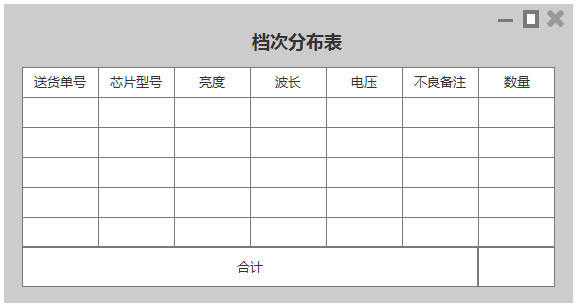 档次分布表
送货单号 芯片型号 亮度 波长 电压 不良备注 数量
合计